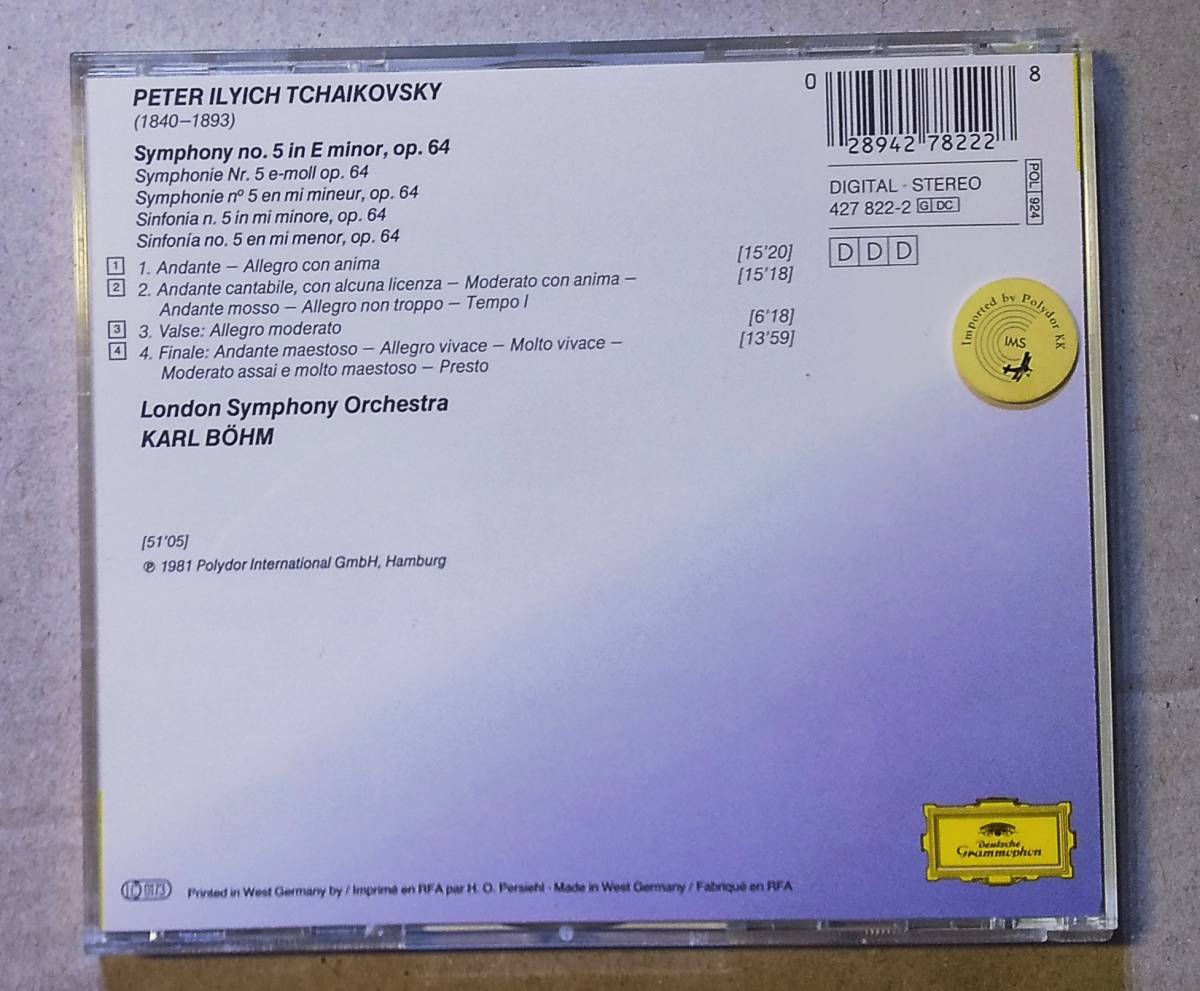 PETER ILYICH TCHAIKOVSKY
(1840–1893)
Symphony no. 5 in E minor, op. 64
Symphonie Nr. 5 e-moll op. 64
Symphonie nº 5 en mi mineur, op. 64
Sinfonia n. 5 in mi minore, op. 64
Sinfonía no. 5 en mi menor, op. 64
1 1. Andante – Allegro con anima [15'20]
2 2. Andante cantabile, con alcuna licenza – Moderato con anima – [15'18]
Andante mosso – Allegro non troppo – Tempo I
3 3. Valse: Allegro moderato [6'18]
4 4. Finale: Andante maestoso – Allegro vivace – Molto vivace – [13'59]
Moderato assai e molto maestoso – Presto
London Symphony Orchestra
KARL BÖHM
[51'05]
℗ 1981 Polydor International GmbH, Hamburg
0 28942 78222 8
DIGITAL · STEREO
427 822-2 G DC
POL 924
D D D
Imported by Polydor KK
IMS
Deutsche
Grammophon
0173
Printed in West Germany by / Imprimé en RFA par H. O. Persiehl · Made in West Germany / Fabriqué en RFA